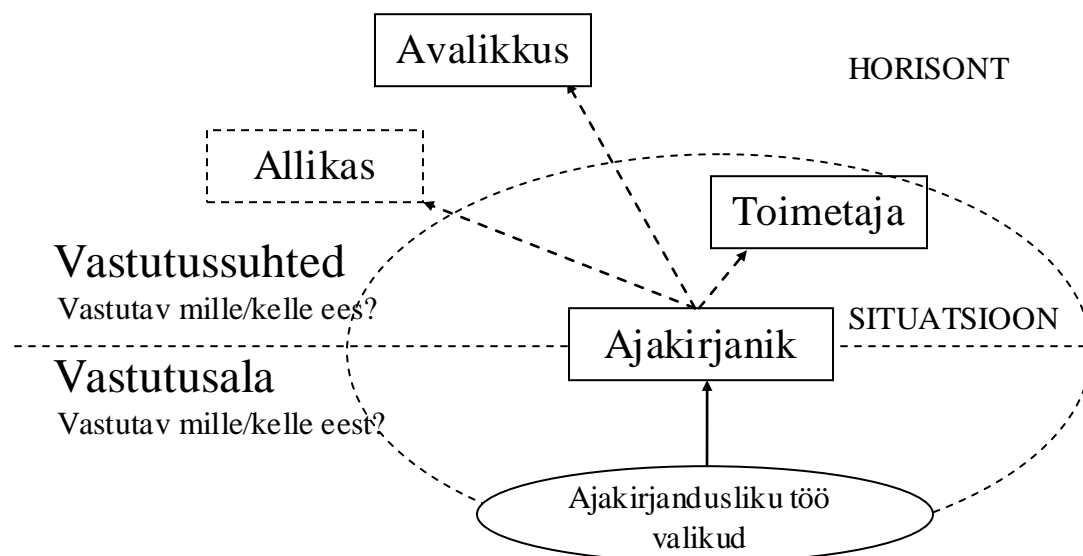 Avalikkus
HORISONT
Allikas
Toimetaja
Vastutussuhted
Vastutav mille/kelle ees?
SITUATSIOON
Ajakirjanik
Vastutusala
Vastutav mille/kelle eest?
Ajakirjandusliku töö
valikud